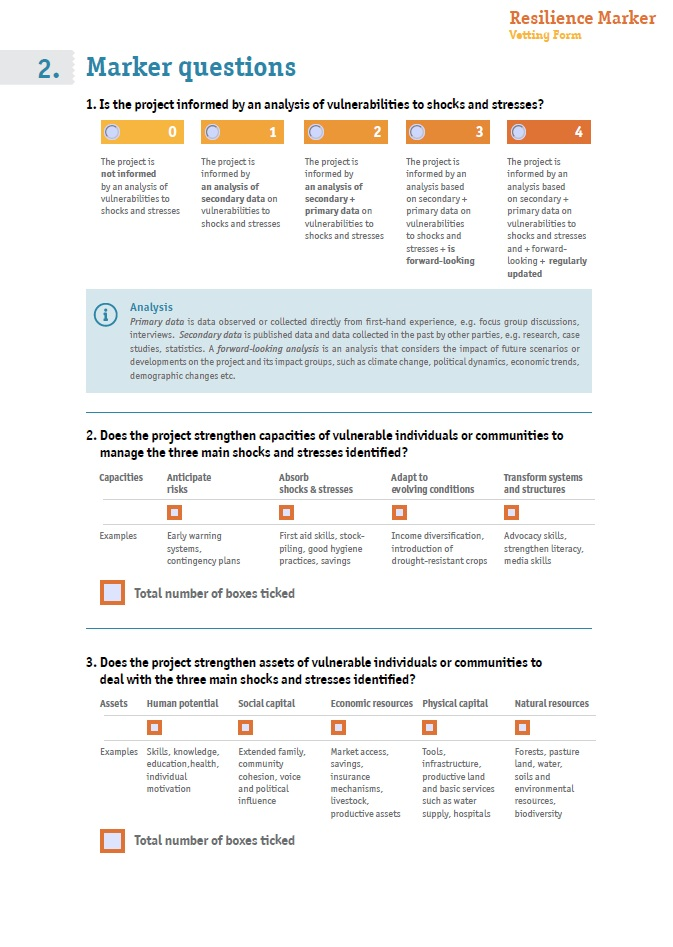 Resilience Marker
Vetting Form
2. Marker questions
1. Is the project informed by an analysis of vulnerabilities to shocks and stresses?
0
1
2
3
4
The project is
not informed
by an analysis of
vulnerabilities to
shocks and stresses
The project is
informed by
an analysis of
secondary data on
vulnerabilities to
shocks and stresses
The project is
informed by
an analysis of
secondary +
primary data on
vulnerabilities to
shocks and stresses
The project is
informed by an
analysis based
on secondary +
primary data on
vulnerabilities
to shocks and
stresses + is
forward-looking
The project is
informed by an
analysis based
on secondary +
primary data on
vulnerabilities to
shocks and stresses
and + forward-
looking + regularly
updated
i
Analysis
Primary data is data observed or collected directly from first-hand experience, e.g. focus group discussions,
interviews. Secondary data is published data and data collected in the past by other parties, e.g. research, case
studies, statistics. A forward-looking analysis is an analysis that considers the impact of future scenarios or
developments on the project and its impact groups, such as climate change, political dynamics, economic trends,
demographic changes etc.
2. Does the project strengthen capacities of vulnerable individuals or communities to
manage the three main shocks and stresses identified?
Capacities
Anticipate
risks
Absorb
shocks & stresses
Adapt to
evolving conditions
Transform systems
and structures
Examples
Early warning
systems,
contingency plans
First aid skills, stock-
piling, good hygiene
practices, savings
Income diversification,
introduction of
drought-resistant crops
Advocacy skills,
strengthen literacy,
media skills
Total number of boxes ticked
3. Does the project strengthen assets of vulnerable individuals or communities to
deal with the three main shocks and stresses identified?
Assets
Human potential
Social capital
Economic resources
Physical capital
Natural resources
Examples
Skills, knowledge,
education,health,
individual
motivation
Extended family,
community
cohesion, voice
and political
influence
Market access,
savings,
insurance
mechanisms,
livestock,
productive assets
Tools,
infrastructure,
productive land
and basic services
such as water
supply, hospitals
Forests, pasture
land, water,
soils and
environmental
resources,
biodiversity
Total number of boxes ticked